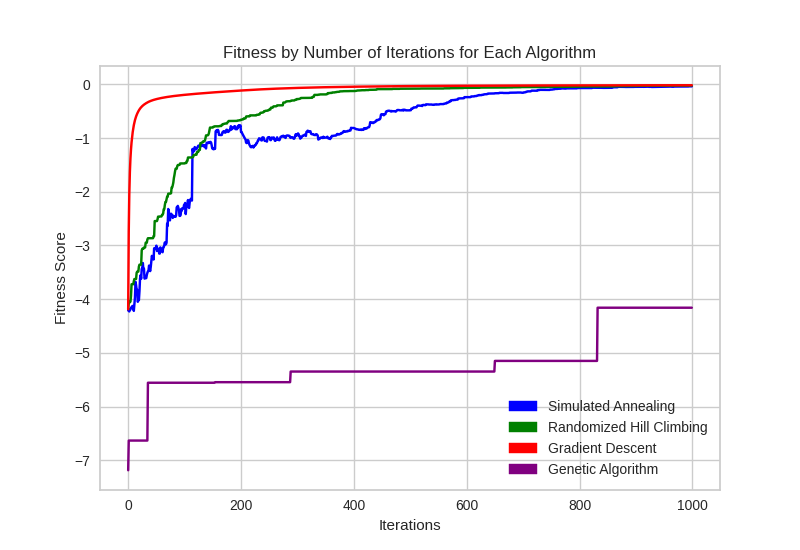 Fitness by Number of Iterations for Each Algorithm
Fitness Score
0
−1
−2
−3
−4
−5
−6
−7
Simulated Annealing
Randomized Hill Climbing
Gradient Descent
Genetic Algorithm
0 200 400 600 800 1000
Iterations